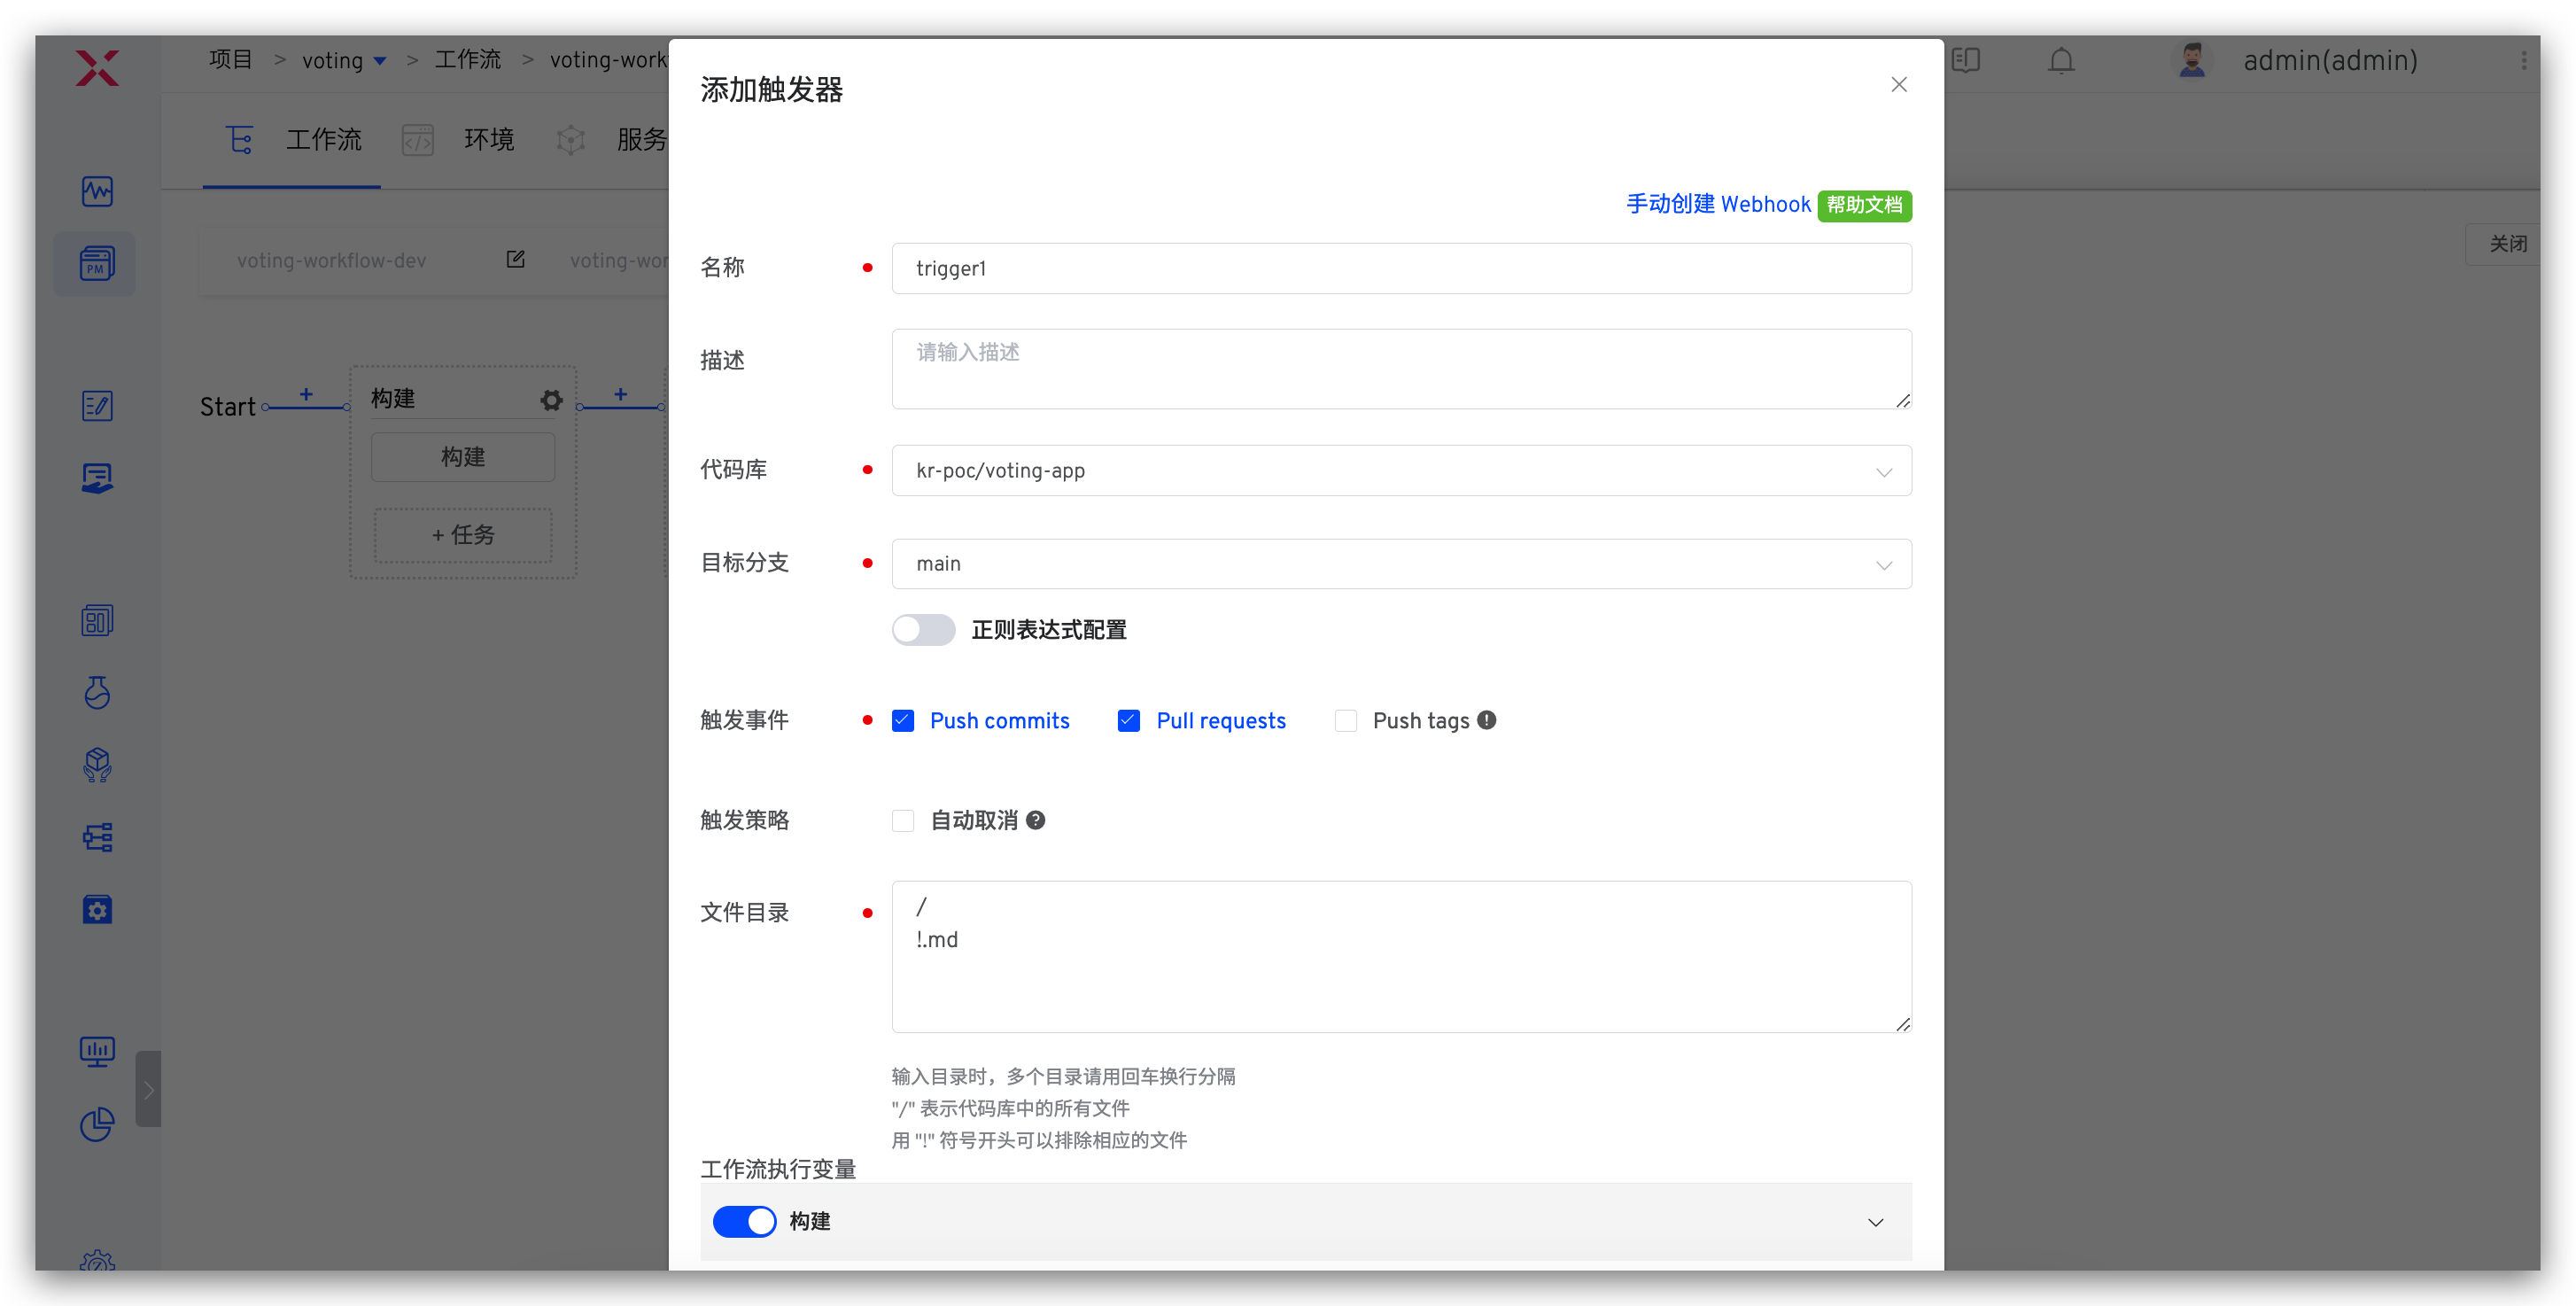 项目 > voting > 工作流 > voting-work
admin(admin)
工作流 环境 服务
关闭
voting-workflow-dev voting-wor
Start + 构建 +
构建
+ 任务
PM
添加触发器
手动创建 Webhook 帮助文档
名称 trigger1
描述 请输入描述
代码库 kr-poc/voting-app
目标分支 main
正则表达式配置
触发事件 Push commits Pull requests Push tags
触发策略 自动取消
文件目录 /
!.md
输入目录时，多个目录请用回车换行分隔
"/" 表示代码库中的所有文件
用 "!" 符号开头可以排除相应的文件
工作流执行变量
构建